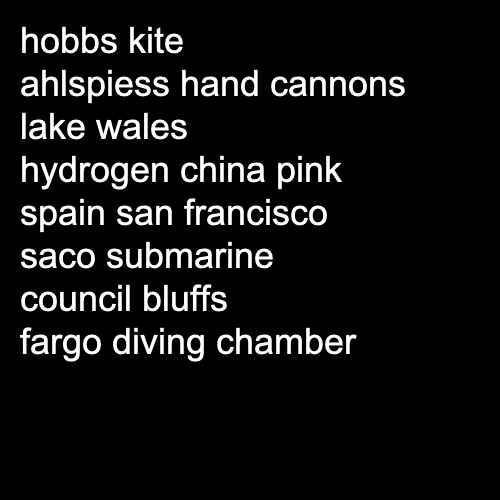 hobbs kite
ahlspiess hand cannons
lake wales
hydrogen china pink
spain san francisco
saco submarine
council bluffs
fargo diving chamber